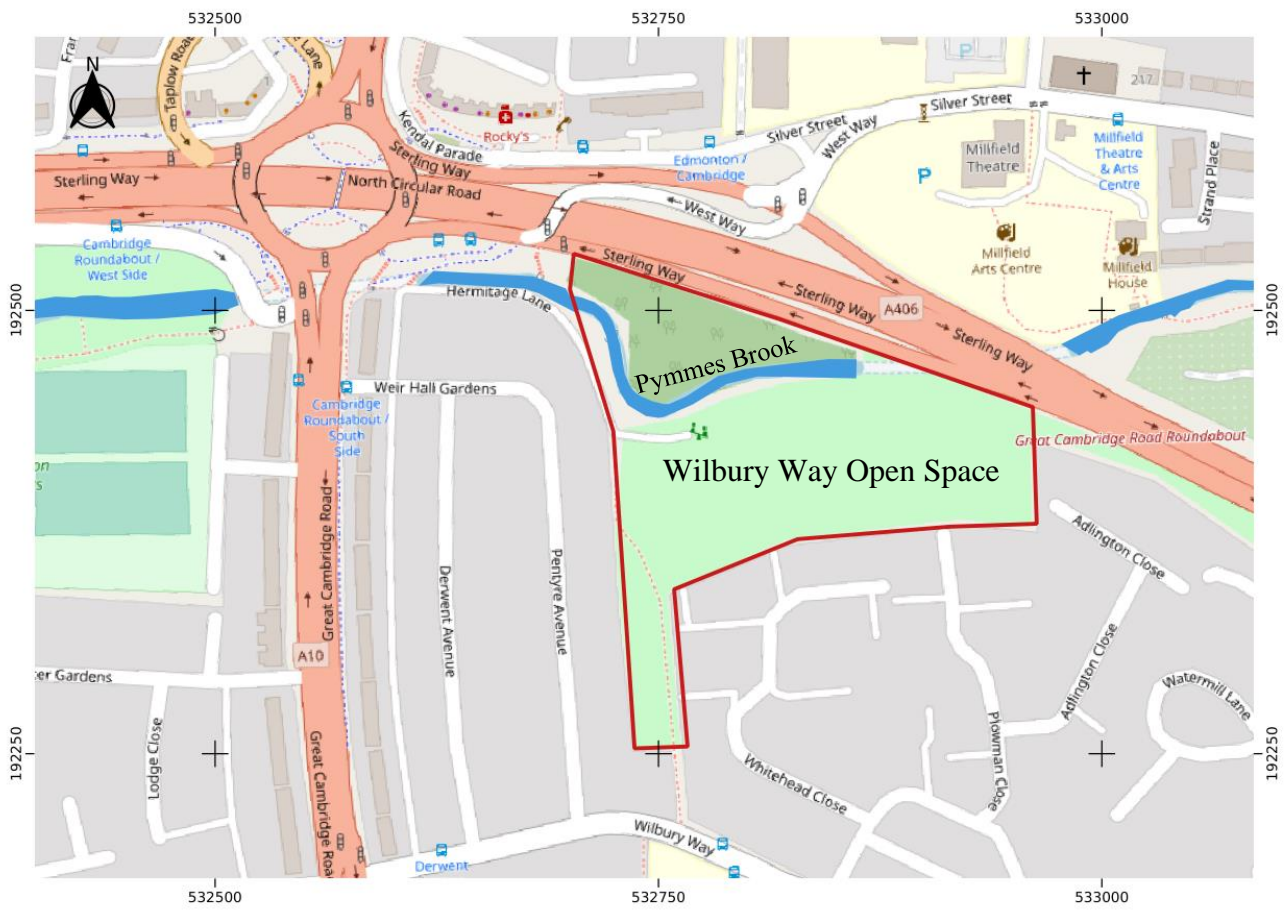 532500
532750
533000
N
Fra
Taplow Road
e Lane
P
217
Silver Street
Silver Street
West Way
Rocky's
Kendal Parade
Edmonton /
Cambridge
Millfield
Theatre
Millfield
Theatre
& Arts
Centre
Sterling Way
Sterling Way
North Circular Road
P
Strand Place
West Way
Cambridge
Roundabout /
West Side
Millfield
Arts Centre
Millfield
House
Sterling Way
Sterling Way
A406
Sterling Way
Hermitage Lane
192500
192500
Pymmes Brook
Weir Hall Gardens
Cambridge
Roundabout /
South
Side
Great Cambridge Road Roundabout
on
rs
Wilbury Way Open Space
Great Cambridge Road
Derwent Avenue
Pentyre Avenue
Adlington Close
A10
Adlington Close
ter Gardens
Watermill Lane
Lodge Close
Great Cambridge Road
Plowman Close
Whitehead Close
192250
192250
Wilbury Way
Derwent
532500
532750
533000